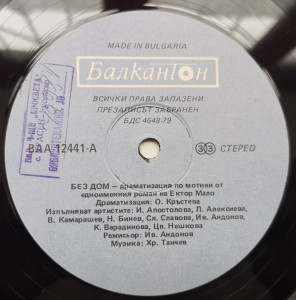 MADE IN BULGARIA
Балкантон
ВСИЧКИ ПРАВА ЗАПАЗЕНИ
ПРЕЗАПИСЪТ ЗАБРАНЕН
БДС 4648-79
ВАА 12441-А
33 СТЕРЕО
БЕЗ ДОМ — драматизация по мотиви от
едноименния роман на Ектор Мало
Драматизация: О. Кръстева
Изпълняват артистите: И. Апостолова, Л. Алексиева,
В. Камарашев, Н. Бинев, Сл. Славова, Ив. Андонов,
К. Варадинова, Цв. Нешкова
Режисьор: Ив. Андонов
Музика: Хр. Танчев